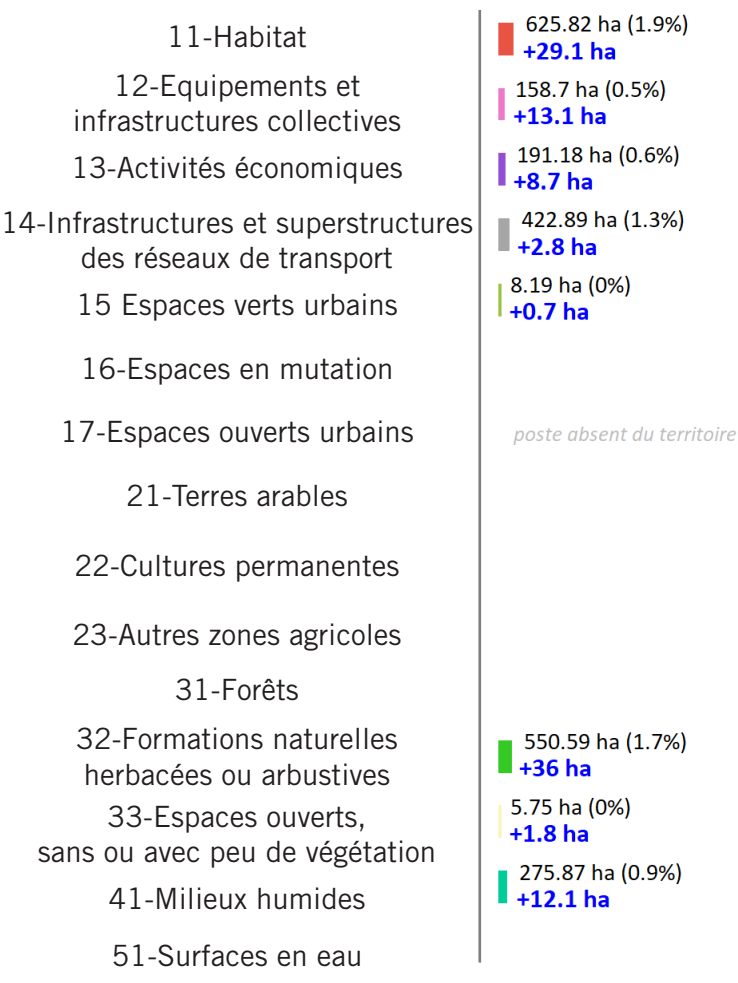 11-Habitat
625.82 ha (1.9%)
+29.1 ha
12-Equipements et
infrastructures collectives
158.7 ha (0.5%)
+13.1 ha
13-Activités économiques
191.18 ha (0.6%)
+8.7 ha
14-Infrastructures et superstructures
des réseaux de transport
422.89 ha (1.3%)
+2.8 ha
15 Espaces verts urbains
8.19 ha (0%)
+0.7 ha
16-Espaces en mutation
17-Espaces ouverts urbains
poste absent du territoire
21-Terres arables
22-Cultures permanentes
23-Autres zones agricoles
31-Forêts
32-Formations naturelles
herbacées ou arbustives
550.59 ha (1.7%)
+36 ha
33-Espaces ouverts,
sans ou avec peu de végétation
5.75 ha (0%)
+1.8 ha
41-Milieux humides
275.87 ha (0.9%)
+12.1 ha
51-Surfaces en eau